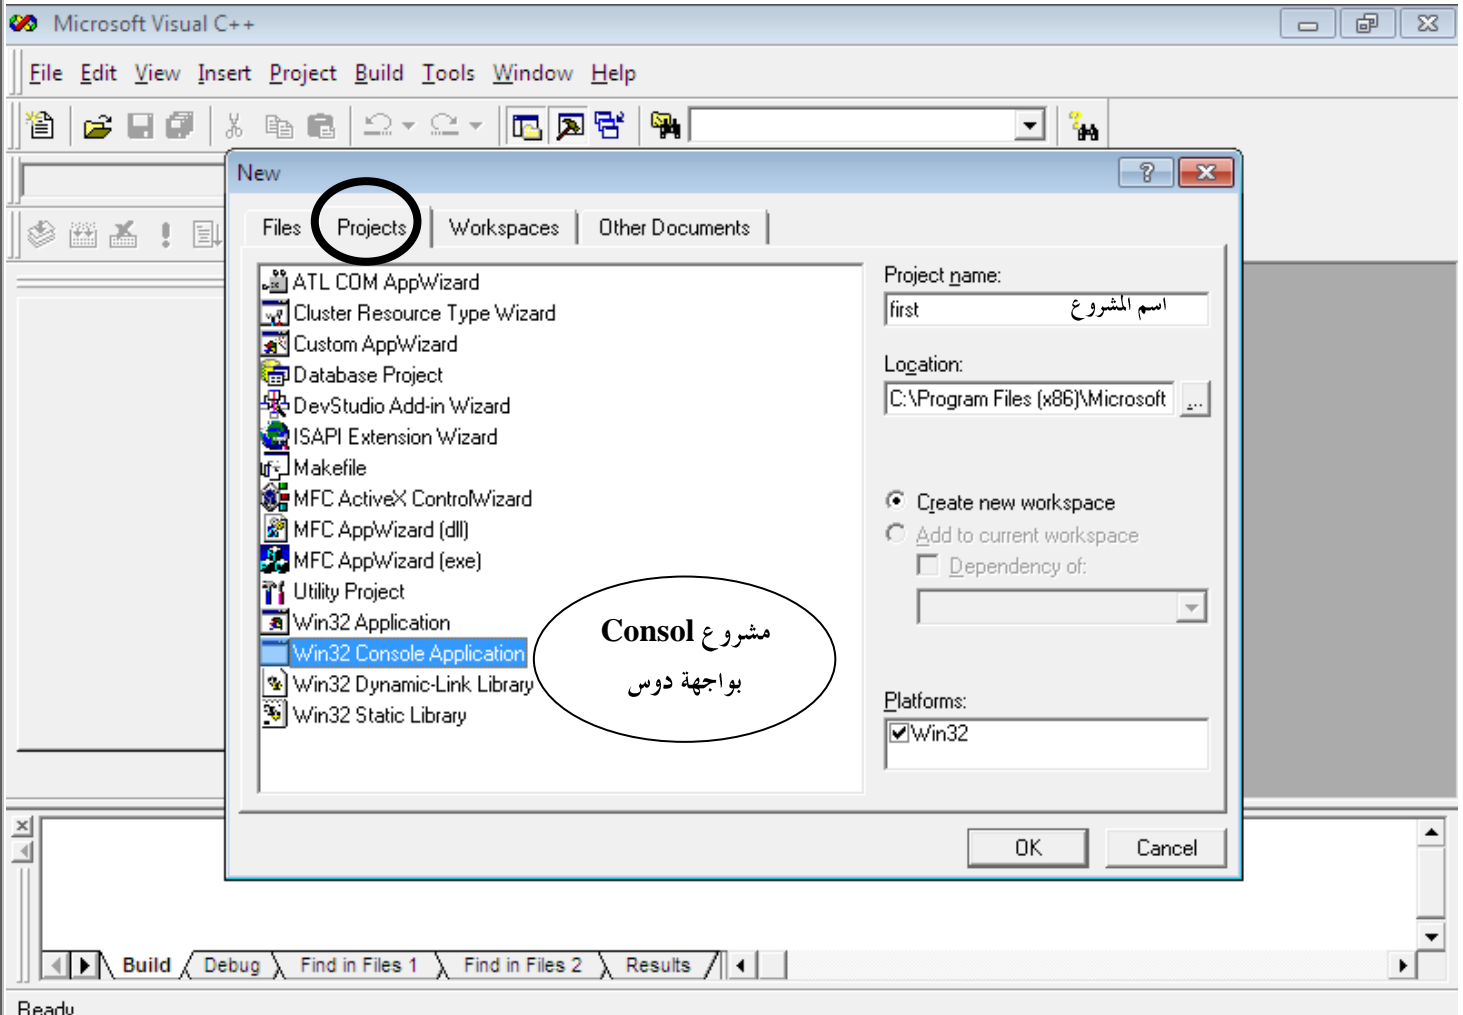 Microsoft Visual C++
File Edit View Insert Project Build Tools Window Help
New
Files Projects Workspaces Other Documents
ATL COM AppWizard
Cluster Resource Type Wizard
Custom AppWizard
Database Project
DevStudio Add-in Wizard
ISAPI Extension Wizard
Makefile
MFC ActiveX ControlWizard
MFC AppWizard (dll)
MFC AppWizard (exe)
Utility Project
Win32 Application
Win32 Console Application
Win32 Dynamic-Link Library
Win32 Static Library
مشروع Consol
بواجهة دوس
Project name:
first اسم المشروع
Location:
C:\Program Files (x86)\Microsoft ...
Create new workspace
Add to current workspace
Dependency of:
Platforms:
Win32
OK Cancel
Build Debug Find in Files 1 Find in Files 2 Results
Ready